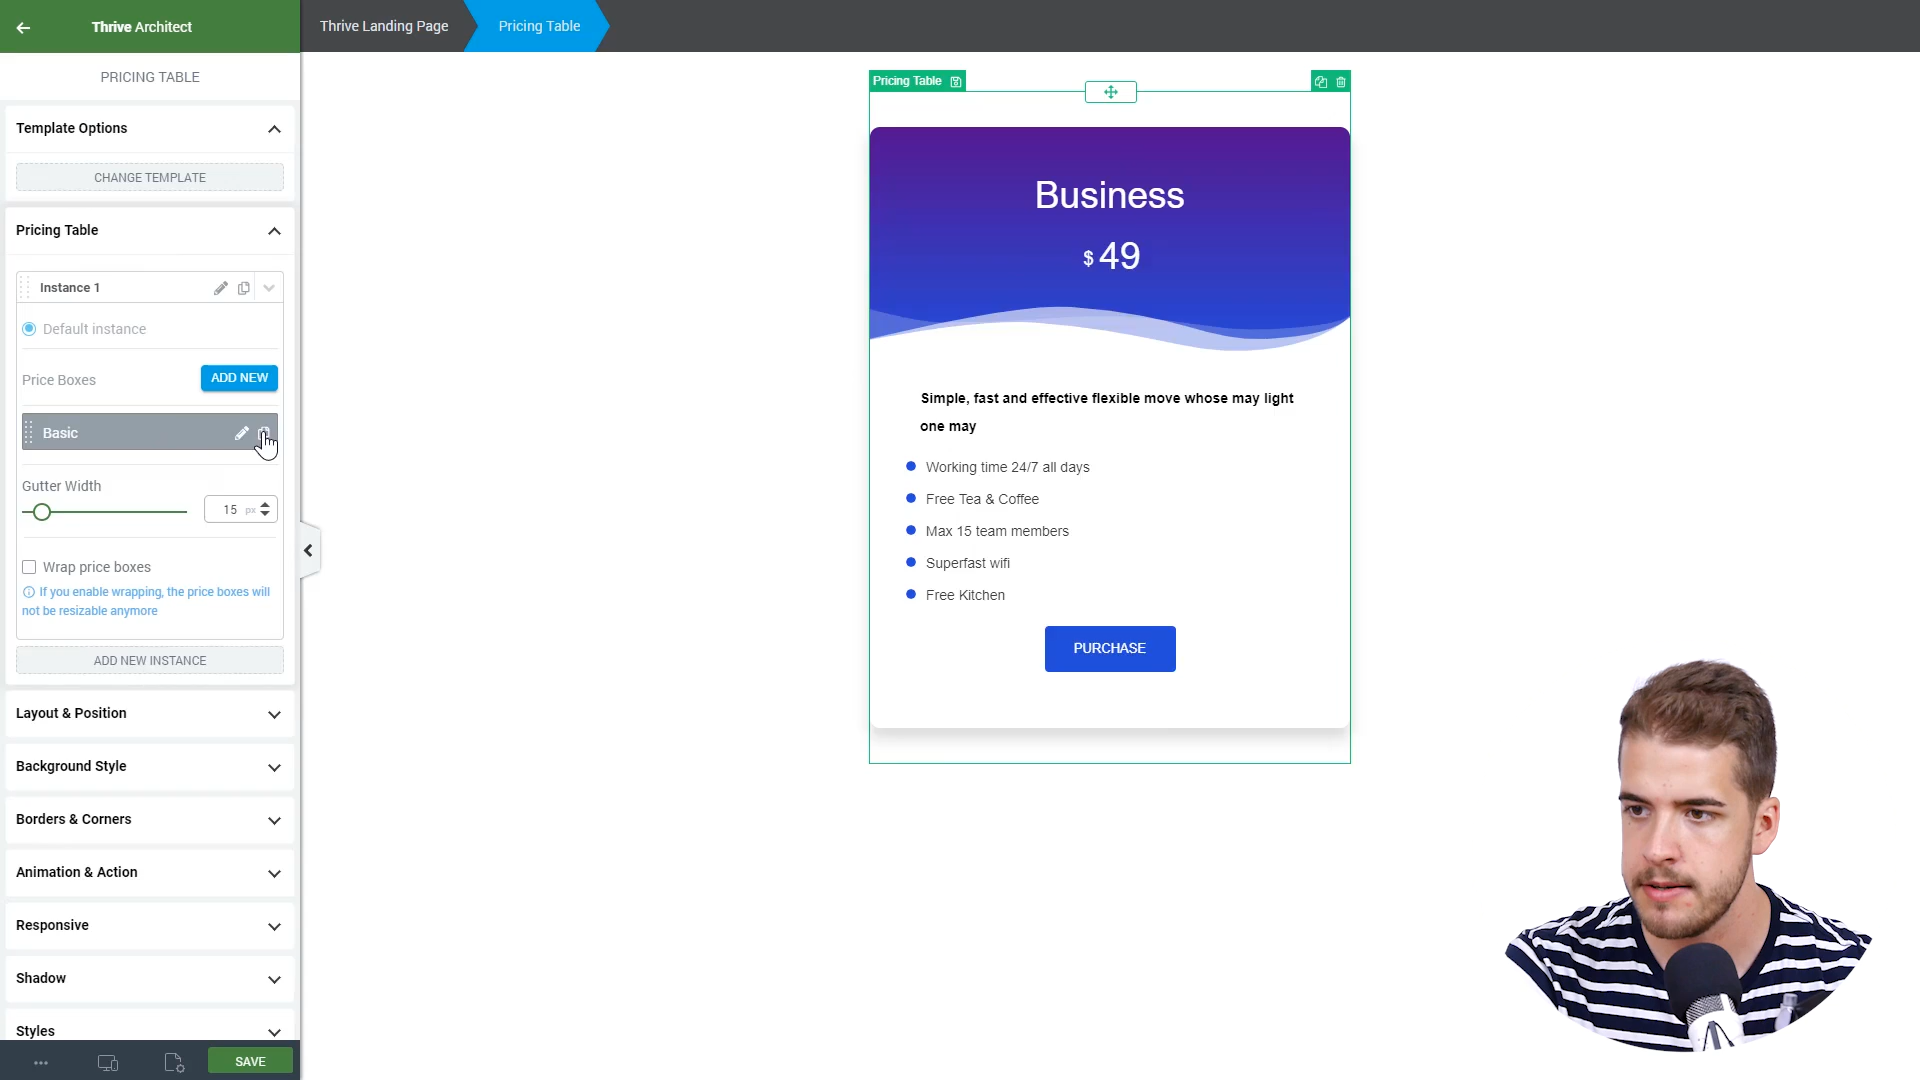 Thrive Architect
Thrive Landing Page
Pricing Table
PRICING TABLE
Template Options
CHANGE TEMPLATE
Pricing Table
Instance 1
Default instance
Price Boxes
ADD NEW
Basic
Gutter Width
15 px
Wrap price boxes
If you enable wrapping, the price boxes will
not be resizable anymore
ADD NEW INSTANCE
Layout & Position
Background Style
Borders & Corners
Animation & Action
Responsive
Shadow
Styles
SAVE
Pricing Table
Business
$ 49
Simple, fast and effective flexible move whose may light
one may
Working time 24/7 all days
Free Tea & Coffee
Max 15 team members
Superfast wifi
Free Kitchen
PURCHASE